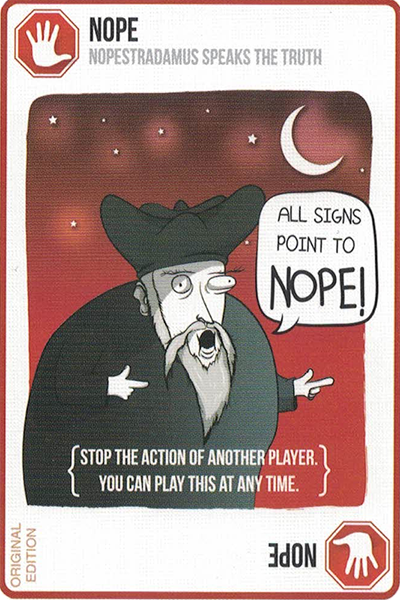 NOPE
NOPESTRADAMUS SPEAKS THE TRUTH
ALL SIGNS
POINT TO
NOPE!
STOP THE ACTION OF ANOTHER PLAYER.
YOU CAN PLAY THIS AT ANY TIME.
ORIGINAL
EDITION
NOPE